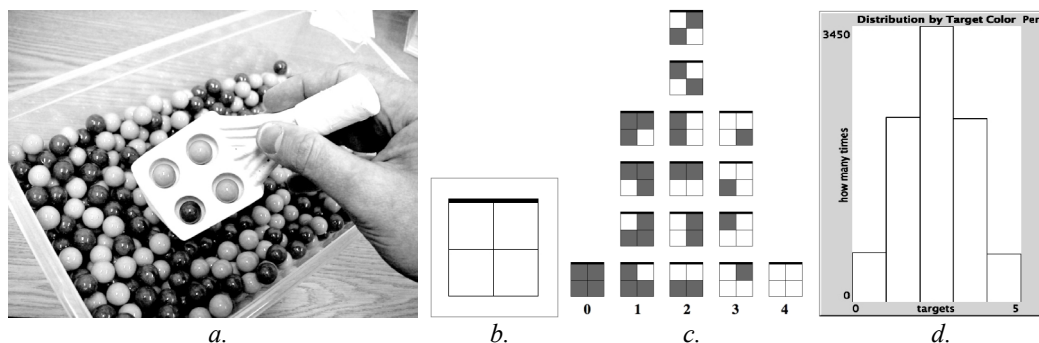 Distribution by Target Color Per
3450
how many times
0
0 targets 5
0 1 2 3 4
a. b. c. d.